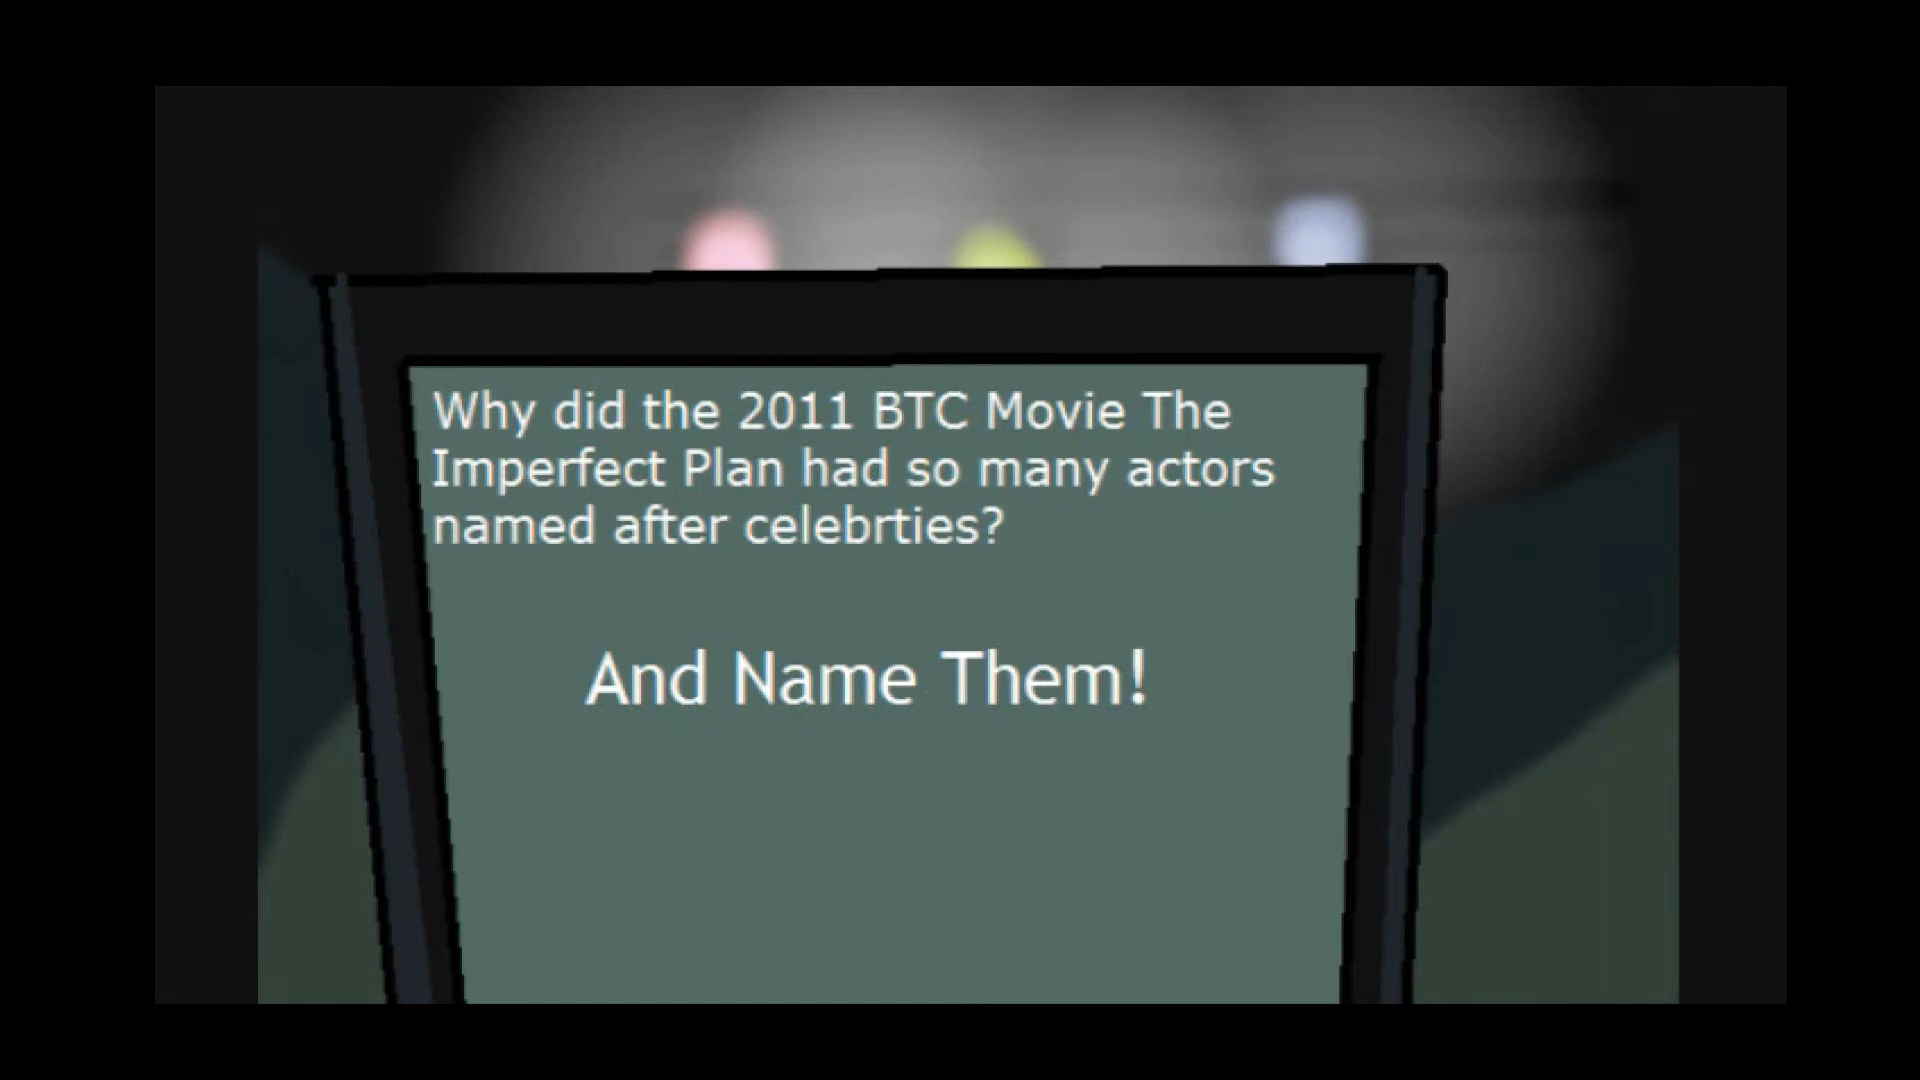 Why did the 2011 BTC Movie The
Imperfect Plan had so many actors
named after celebrties?
And Name Them!